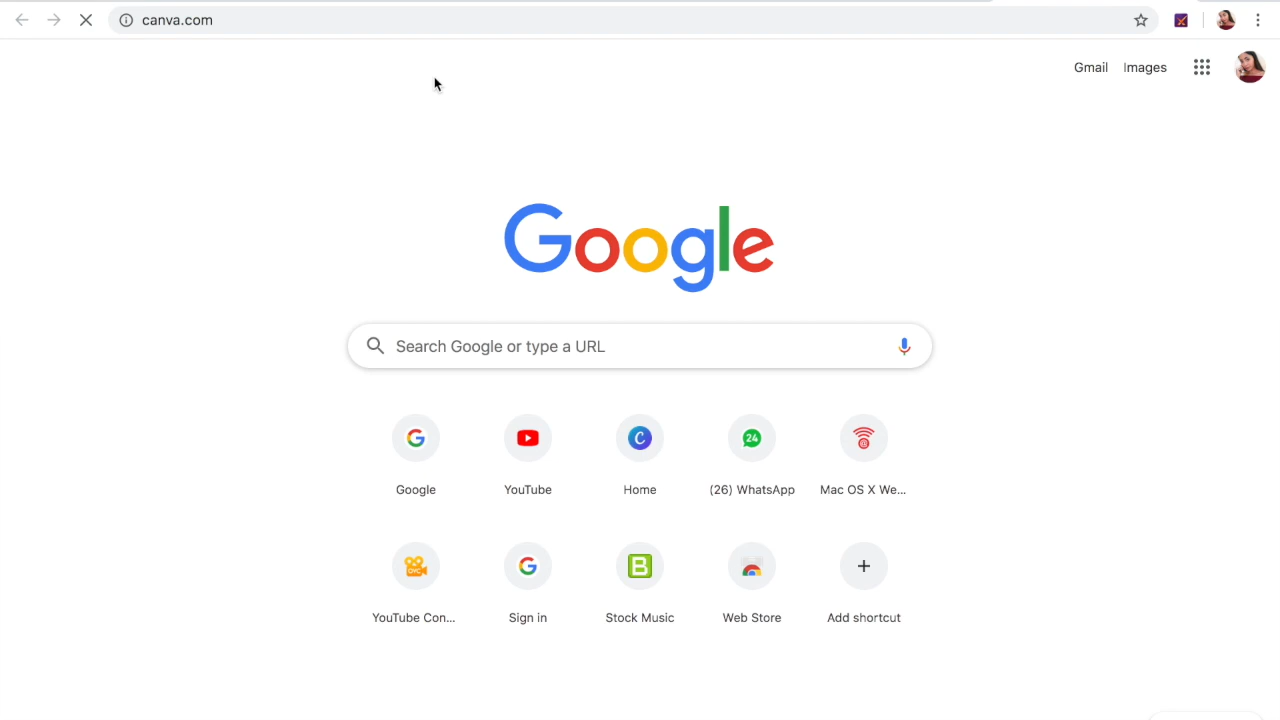 canva.com
Gmail Images
Google
Search Google or type a URL
24
Google YouTube Home (26) WhatsApp Mac OS X We...
YouTube Con... Sign in Stock Music Web Store Add shortcut